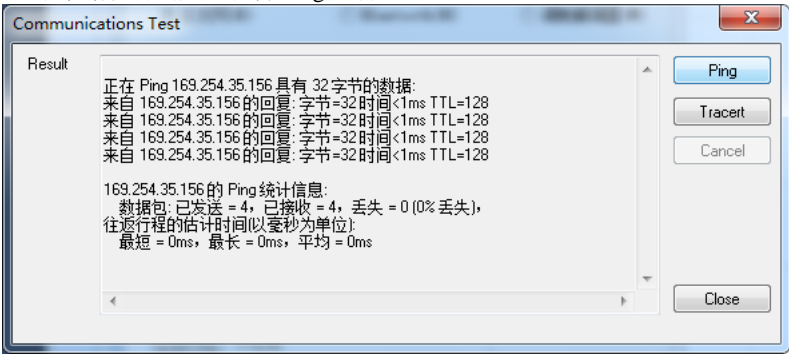 Communications Test
Result
正在 Ping 169.254.35.156 具有 32 字节的数据:
来自 169.254.35.156 的回复: 字节=32 时间<1ms TTL=128
来自 169.254.35.156 的回复: 字节=32 时间<1ms TTL=128
来自 169.254.35.156 的回复: 字节=32 时间<1ms TTL=128
来自 169.254.35.156 的回复: 字节=32 时间<1ms TTL=128
169.254.35.156 的 Ping 统计信息:
数据包: 已发送 = 4，已接收 = 4，丢失 = 0 (0% 丢失)，
往返行程的估计时间(以毫秒为单位):
最短 = 0ms，最长 = 0ms，平均 = 0ms
Ping
Tracert
Cancel
Close